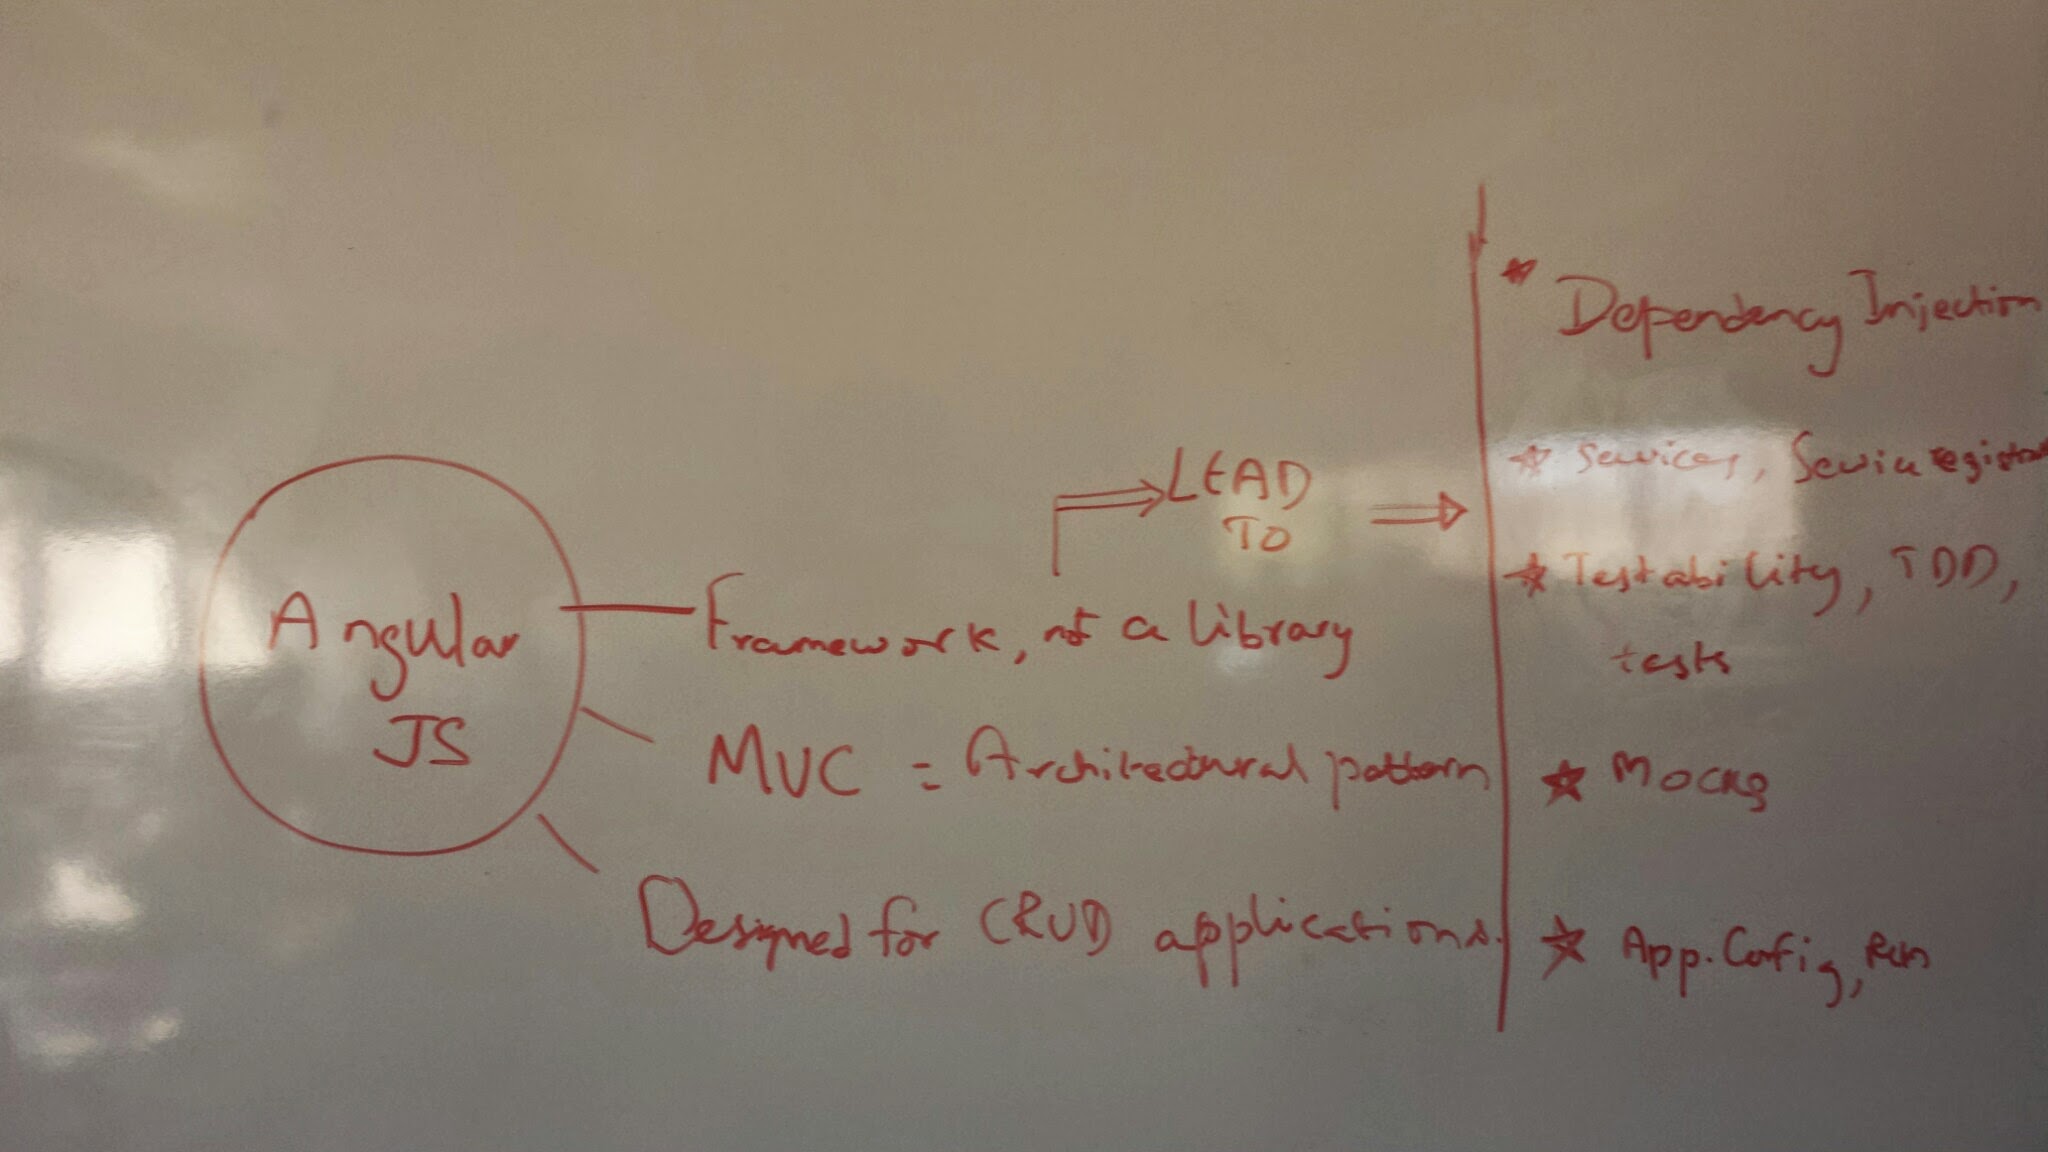 Angular
JS
Framework, not a library
MVC = Architectural pattern
Designed for CRUD applications.
LEAD
TO
Dependency Injection
Services, Service
Testability, TDD,
tests
Mocks
App.Config, Run